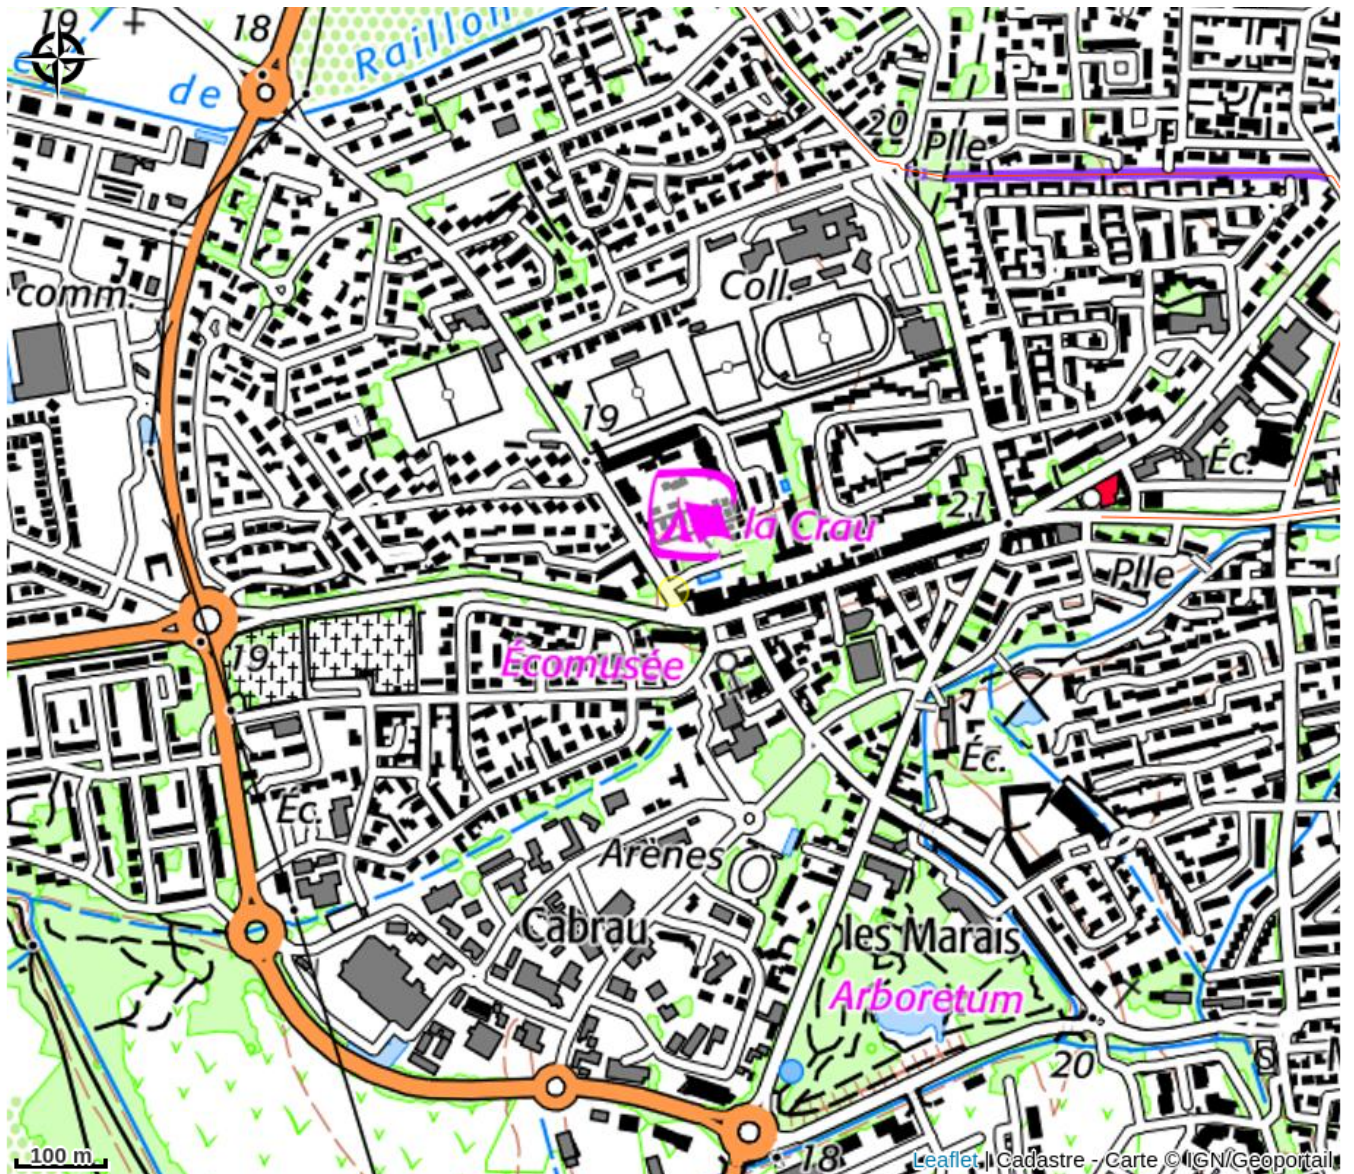 19
18
Raillon
e
de
20
Plle
Coll.
comm.
19
Éc.
21
la Crau
Plle
19
Écomusée
Éc.
Éc.
Arènes
Cabrau
les Marais
Arboretum
20
100 m
18
Leaflet | Cadastre - Carte © IGN/Geoportail